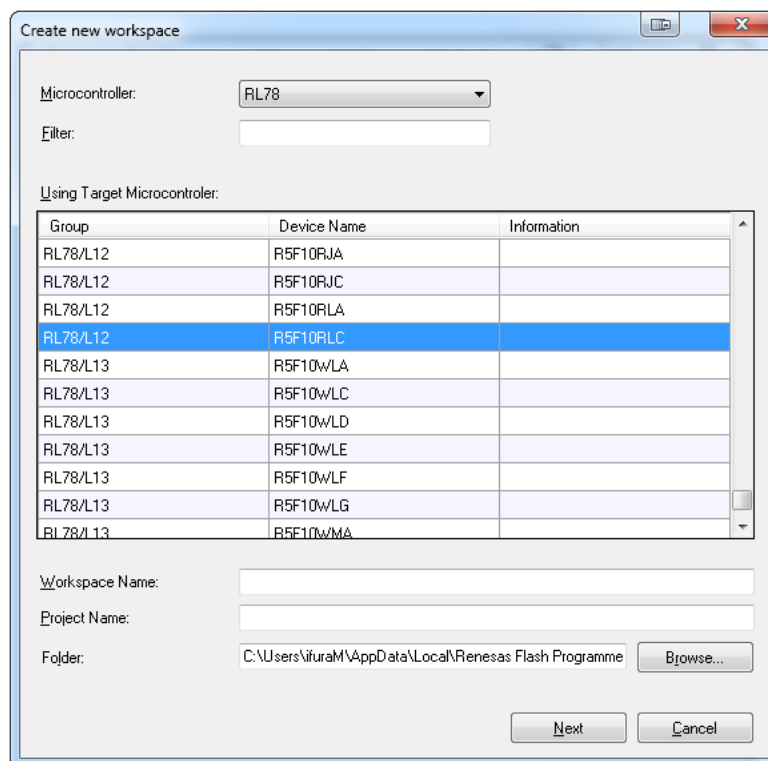 Create new workspace
Microcontroller: RL78
Filter:
Using Target Microcontroler:
Group Device Name Information
RL78/L12 R5F10RJA
RL78/L12 R5F10RJC
RL78/L12 R5F10RLA
RL78/L12 R5F10RLC
RL78/L13 R5F10WLA
RL78/L13 R5F10WLC
RL78/L13 R5F10WLD
RL78/L13 R5F10WLE
RL78/L13 R5F10WLF
RL78/L13 R5F10WLG
RL78/L13 R5F10WMA
Workspace Name:
Project Name:
Folder: C:\Users\ifuraM\AppData\Local\Renesas Flash Programme Browse...
Next Cancel